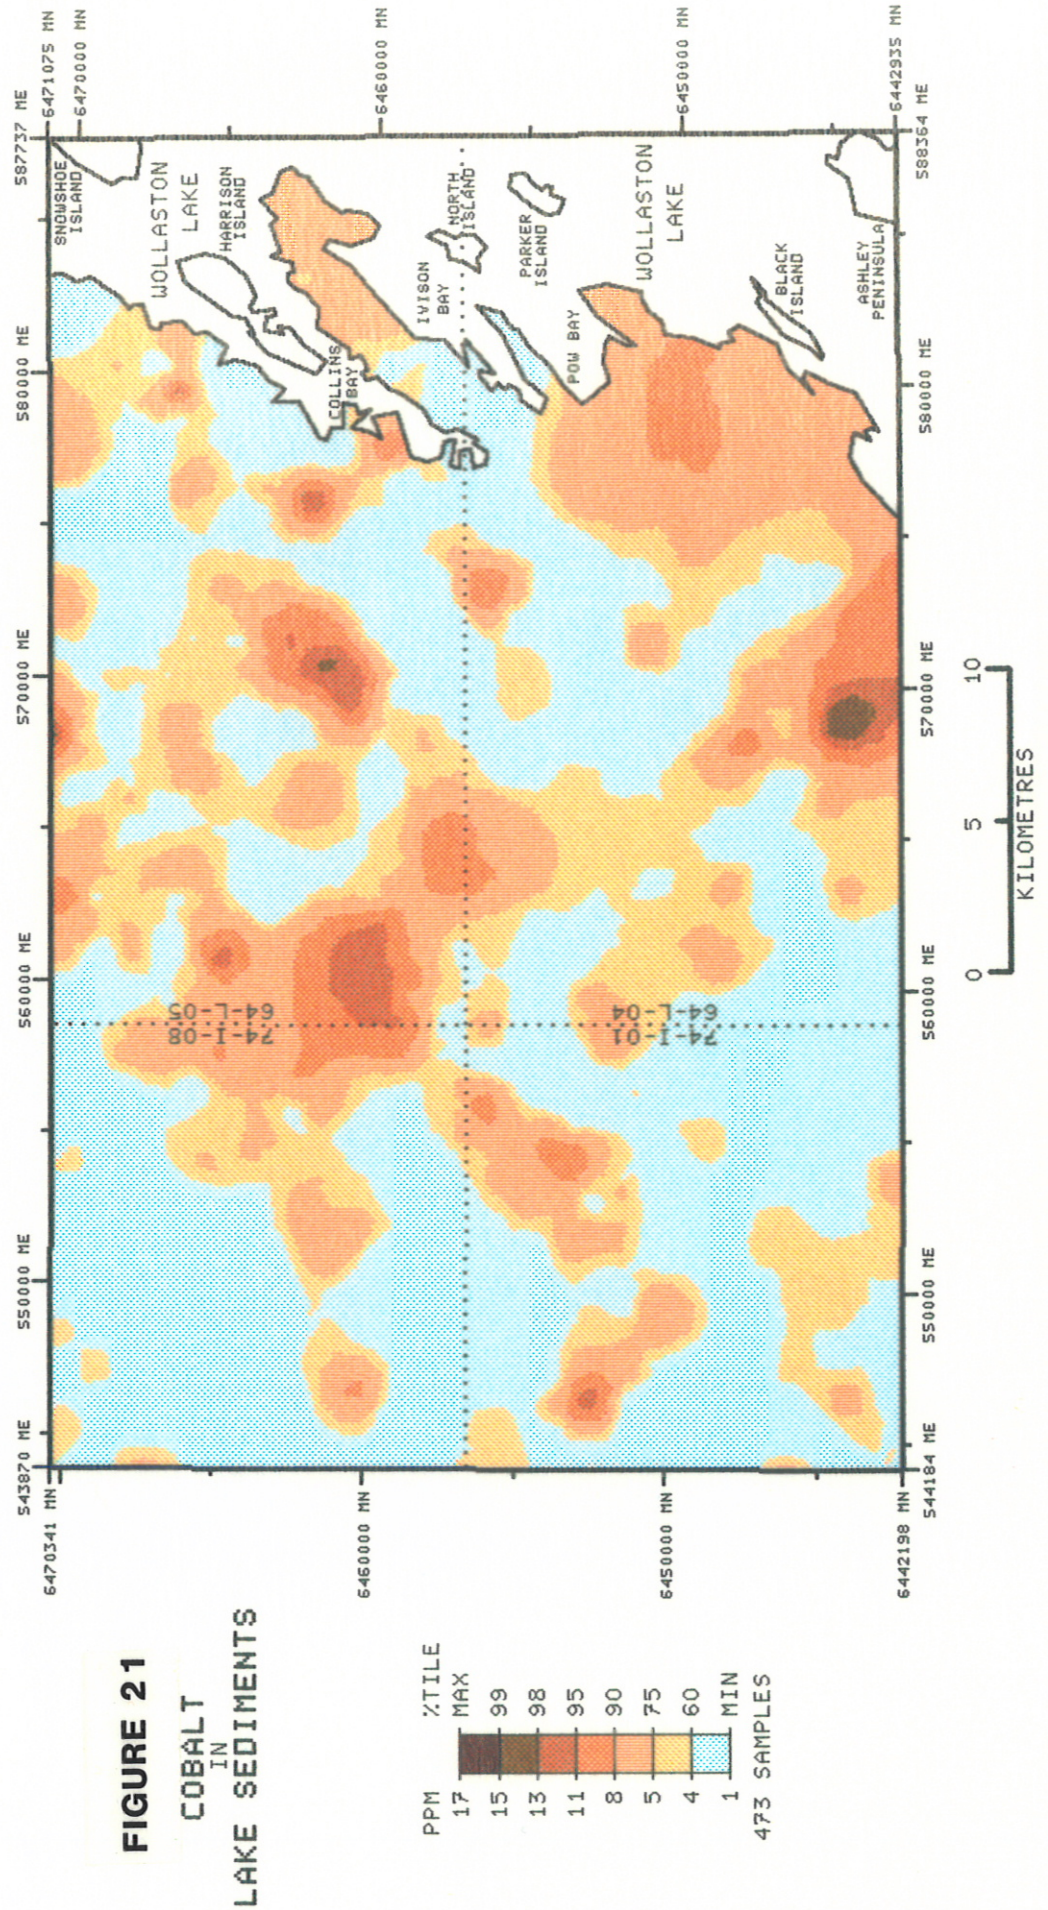 FIGURE 21
COBALT
IN
LAKE SEDIMENTS
PPM %TILE
17 MAX
15 99
13 98
11 95
8 90
5 75
4 60
1 MIN
473 SAMPLES
543870 ME
550000 ME
560000 ME
570000 ME
580000 ME
587737 ME
6471075 MN
6470000 MN
6460000 MN
6450000 MN
6442935 MN
6470341 MN
6460000 MN
6450000 MN
6442198 MN
544184 ME
550000 ME
560000 ME
570000 ME
580000 ME
588364 ME
SNOWSHOE
ISLAND
WOLLASTON
LAKE
HARRISON
ISLAND
COLLINS
BAY
IVISON
BAY
NORTH
ISLAND
PARKER
ISLAND
POW BAY
WOLLASTON
LAKE
BLACK
ISLAND
ASHLEY
PENINSULA
64-L-05
74-I-08
64-L-04
74-I-01
0 5 10
KILOMETRES